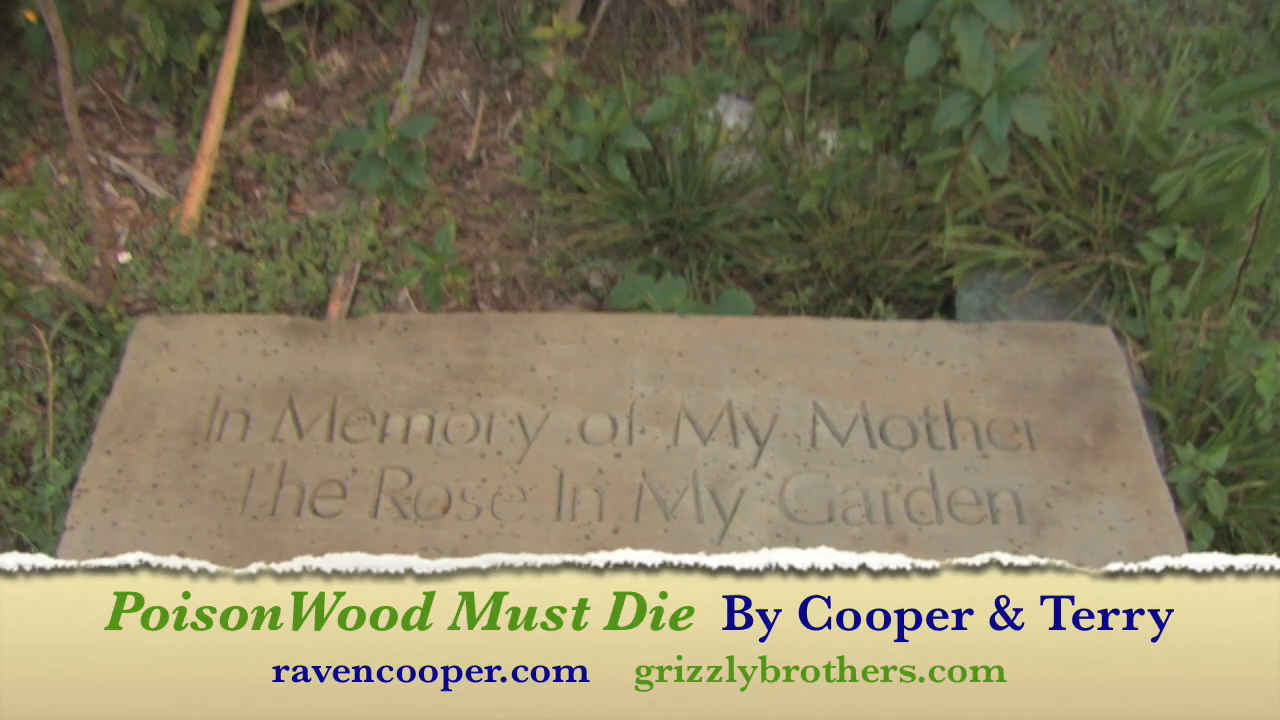 In Memory of My Mother
The Rose In My Garden
PoisonWood Must Die By Cooper & Terry
ravencooper.com grizzlybrothers.com